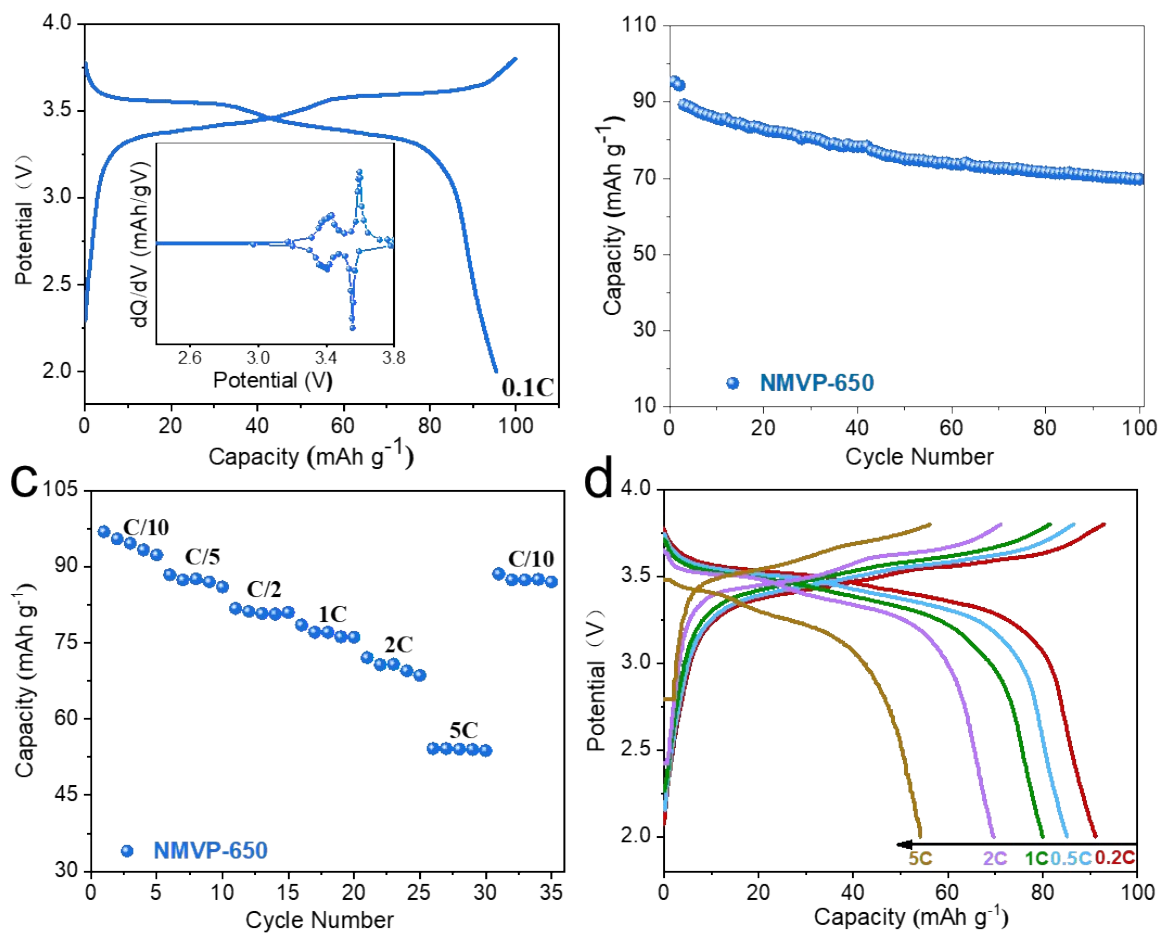 4.0
3.5
3.0
2.5
2.0
Potential（V）
dQ/dV (mAh/gV)
2.6 3.0 3.4 3.8
Potential (V)
0.1C
0 20 40 60 80 100
Capacity (mAh g-1)
110
90
70
50
30
10
Capacity (mAh g-1)
NMVP-650
0 20 40 60 80 100
Cycle Number
c
105
90
75
60
45
30
Capacity (mAh g-1)
C/10
C/5
C/2
1C
2C
5C
C/10
NMVP-650
0 5 10 15 20 25 30 35
Cycle Number
d
4.0
3.5
3.0
2.5
2.0
Potential（V）
5C 2C 1C 0.5C 0.2C
0 20 40 60 80 100
Capacity (mAh g-1)